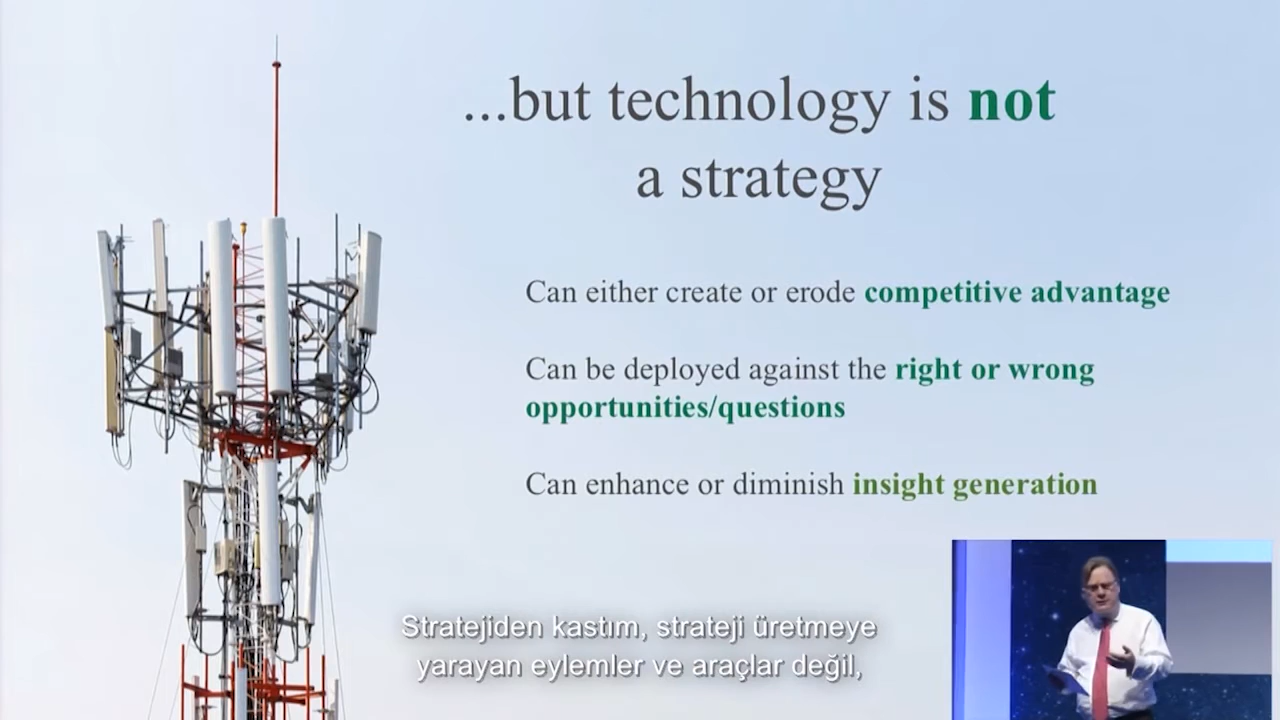 ...but technology is not
a strategy
Can either create or erode competitive advantage
Can be deployed against the right or wrong
opportunities/questions
Can enhance or diminish insight generation
Stratejiden kastım, strateji üretmeye
yarayan eylemler ve araçlar değil,